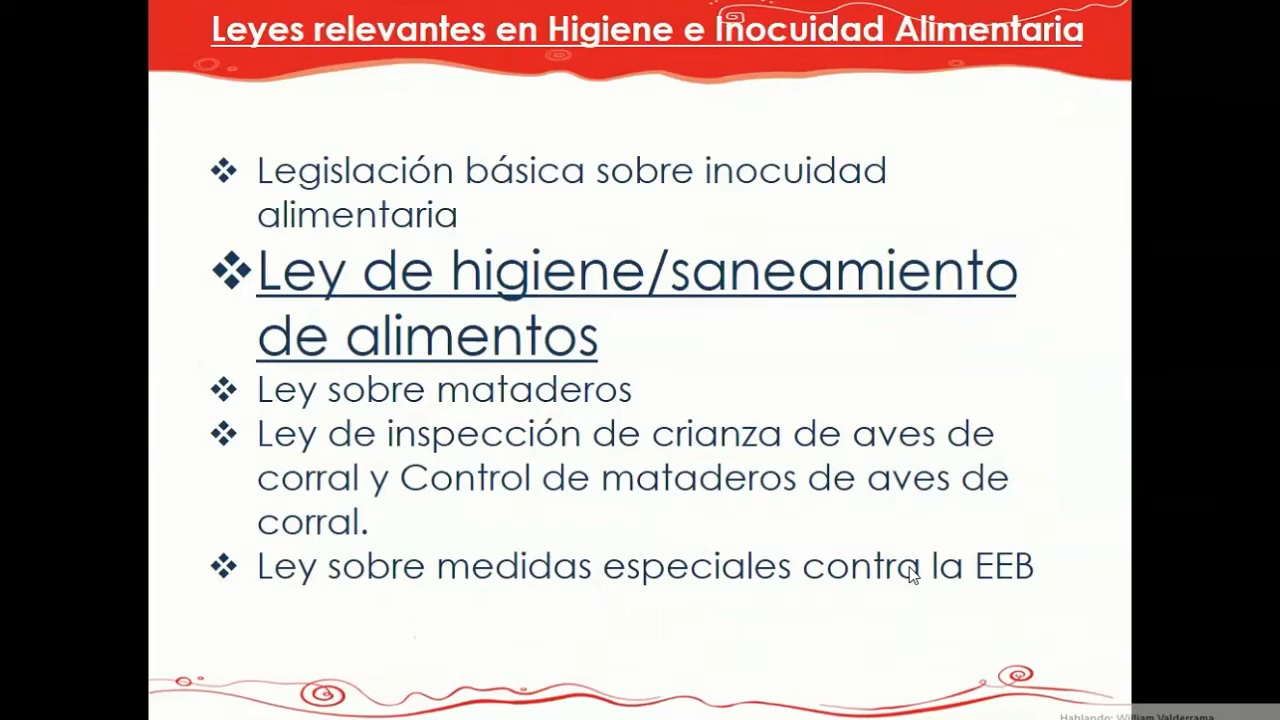 Leyes relevantes en Higiene e Inocuidad Alimentaria
❖ Legislación básica sobre inocuidad
alimentaria
❖ Ley de higiene/saneamiento
de alimentos
❖ Ley sobre mataderos
❖ Ley de inspección de crianza de aves de
corral y Control de mataderos de aves de
corral.
❖ Ley sobre medidas especiales contra la EEB
Hablando: William Valderrama